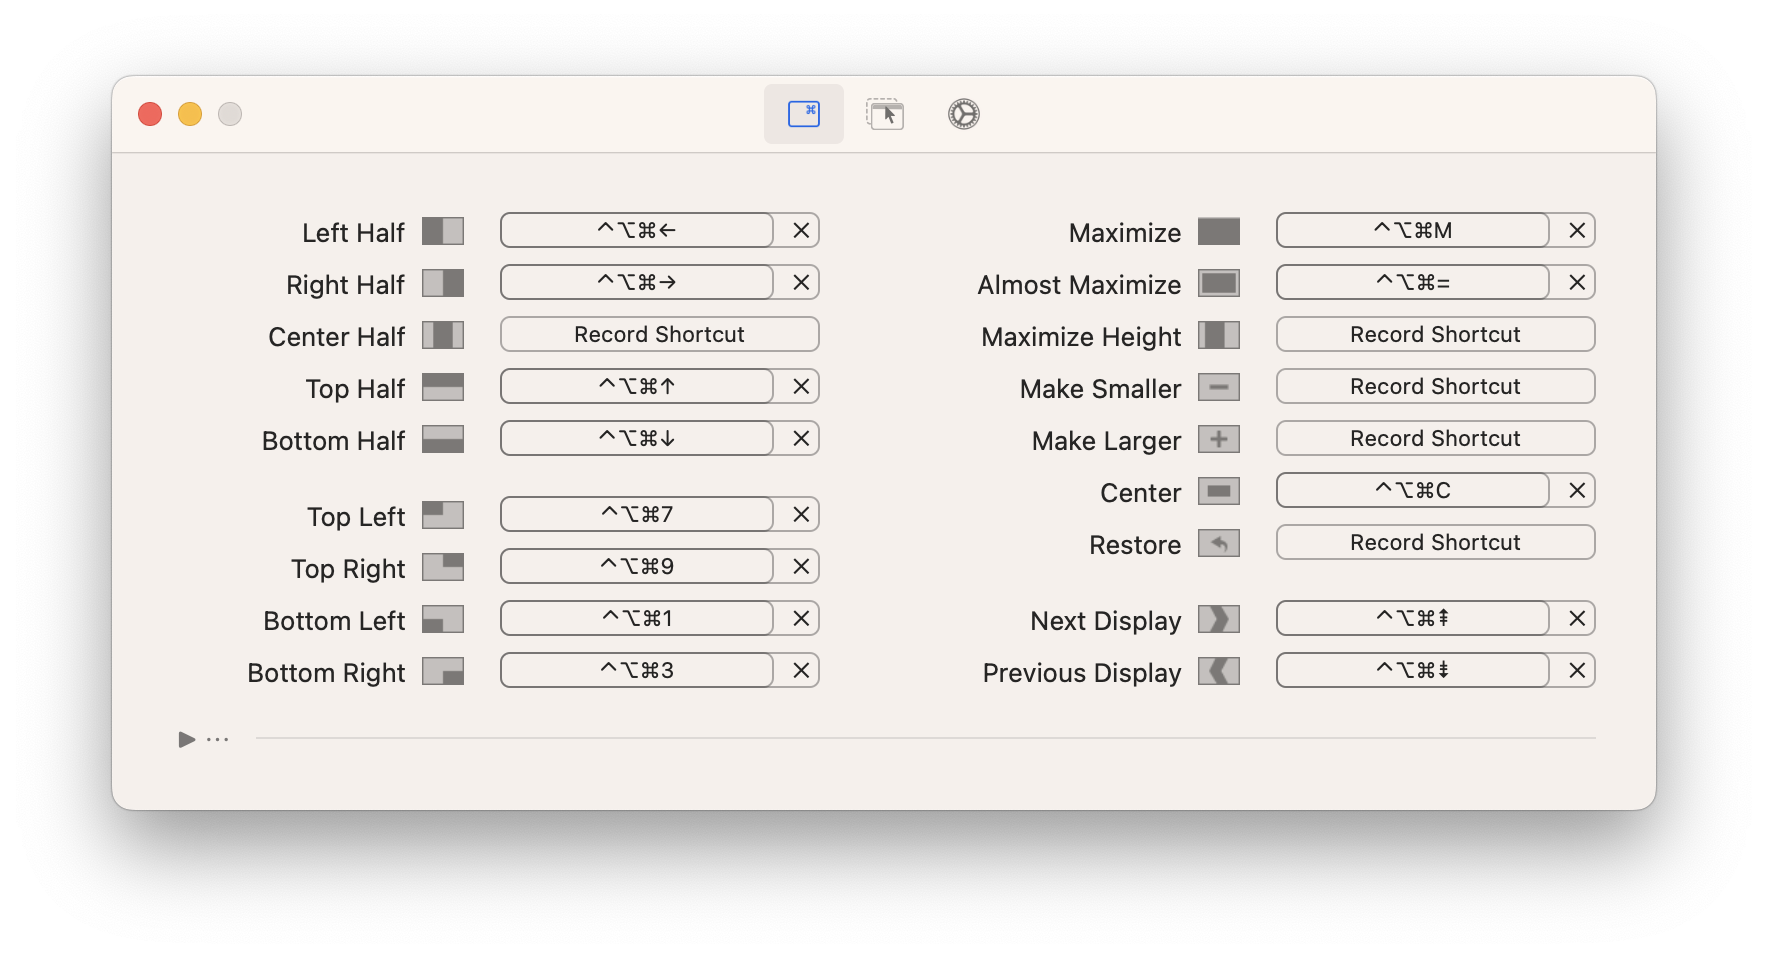 Left Half ^⌥⌘←
Right Half ^⌥⌘→
Center Half Record Shortcut
Top Half ^⌥⌘↑
Bottom Half ^⌥⌘↓
Top Left ^⌥⌘7
Top Right ^⌥⌘9
Bottom Left ^⌥⌘1
Bottom Right ^⌥⌘3
Maximize ^⌥⌘M
Almost Maximize ^⌥⌘=
Maximize Height Record Shortcut
Make Smaller Record Shortcut
Make Larger Record Shortcut
Center ^⌥⌘C
Restore Record Shortcut
Next Display ^⌥⌘⇞
Previous Display ^⌥⌘⇟
...